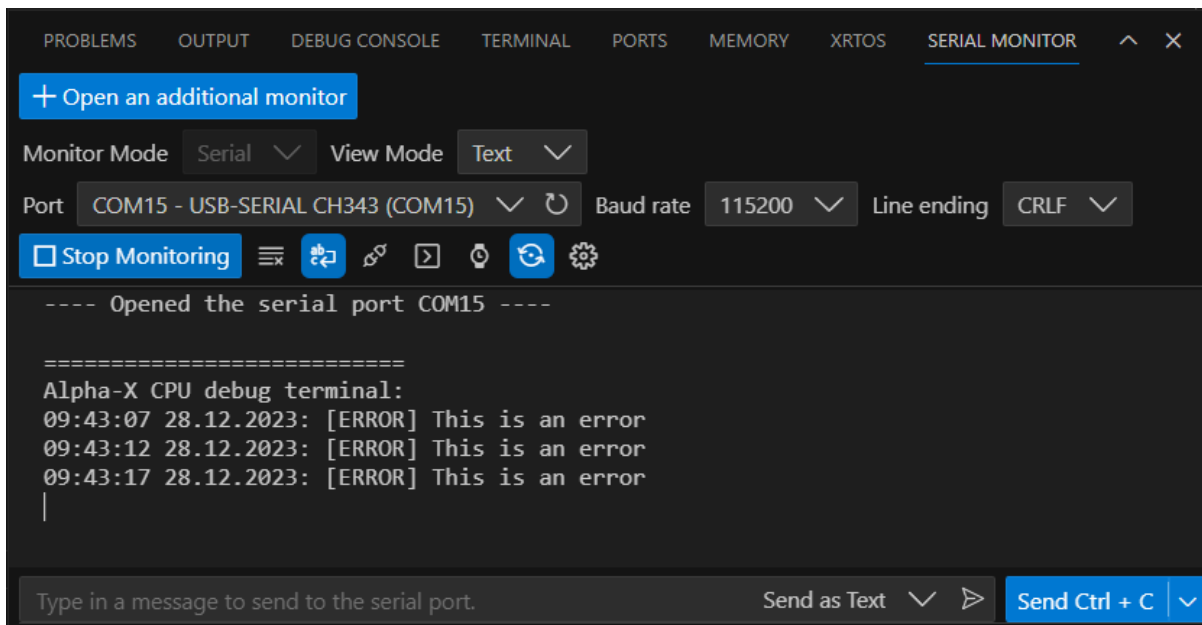 PROBLEMS OUTPUT DEBUG CONSOLE TERMINAL PORTS MEMORY XRTOS SERIAL MONITOR
+ Open an additional monitor
Monitor Mode Serial View Mode Text
Port COM15 - USB-SERIAL CH343 (COM15) Baud rate 115200 Line ending CRLF
Stop Monitoring
---- Opened the serial port COM15 ----
===========================
Alpha-X CPU debug terminal:
09:43:07 28.12.2023: [ERROR] This is an error
09:43:12 28.12.2023: [ERROR] This is an error
09:43:17 28.12.2023: [ERROR] This is an error
Type in a message to send to the serial port. Send as Text Send Ctrl + C